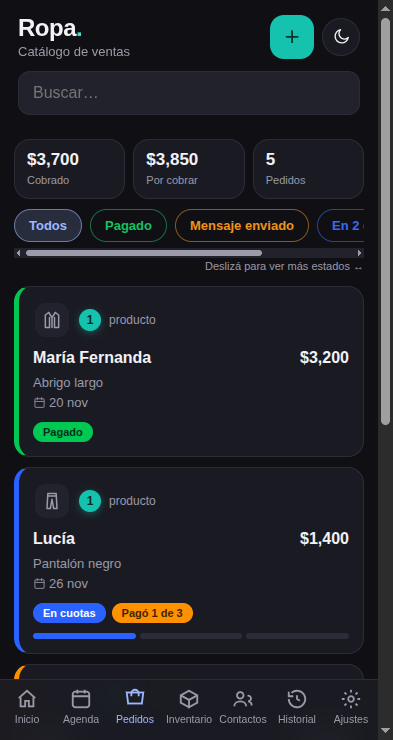 Ropa.
Catálogo de ventas
Buscar…
$3,700
Cobrado
$3,850
Por cobrar
5
Pedidos
Todos
Pagado
Mensaje enviado
En 2
Deslizá para ver más estados ↔
1 producto
María Fernanda $3,200
Abrigo largo
20 nov
Pagado
1 producto
Lucía $1,400
Pantalón negro
26 nov
En cuotas Pagó 1 de 3
Inicio
Agenda
Pedidos
Inventario
Contactos
Historial
Ajustes